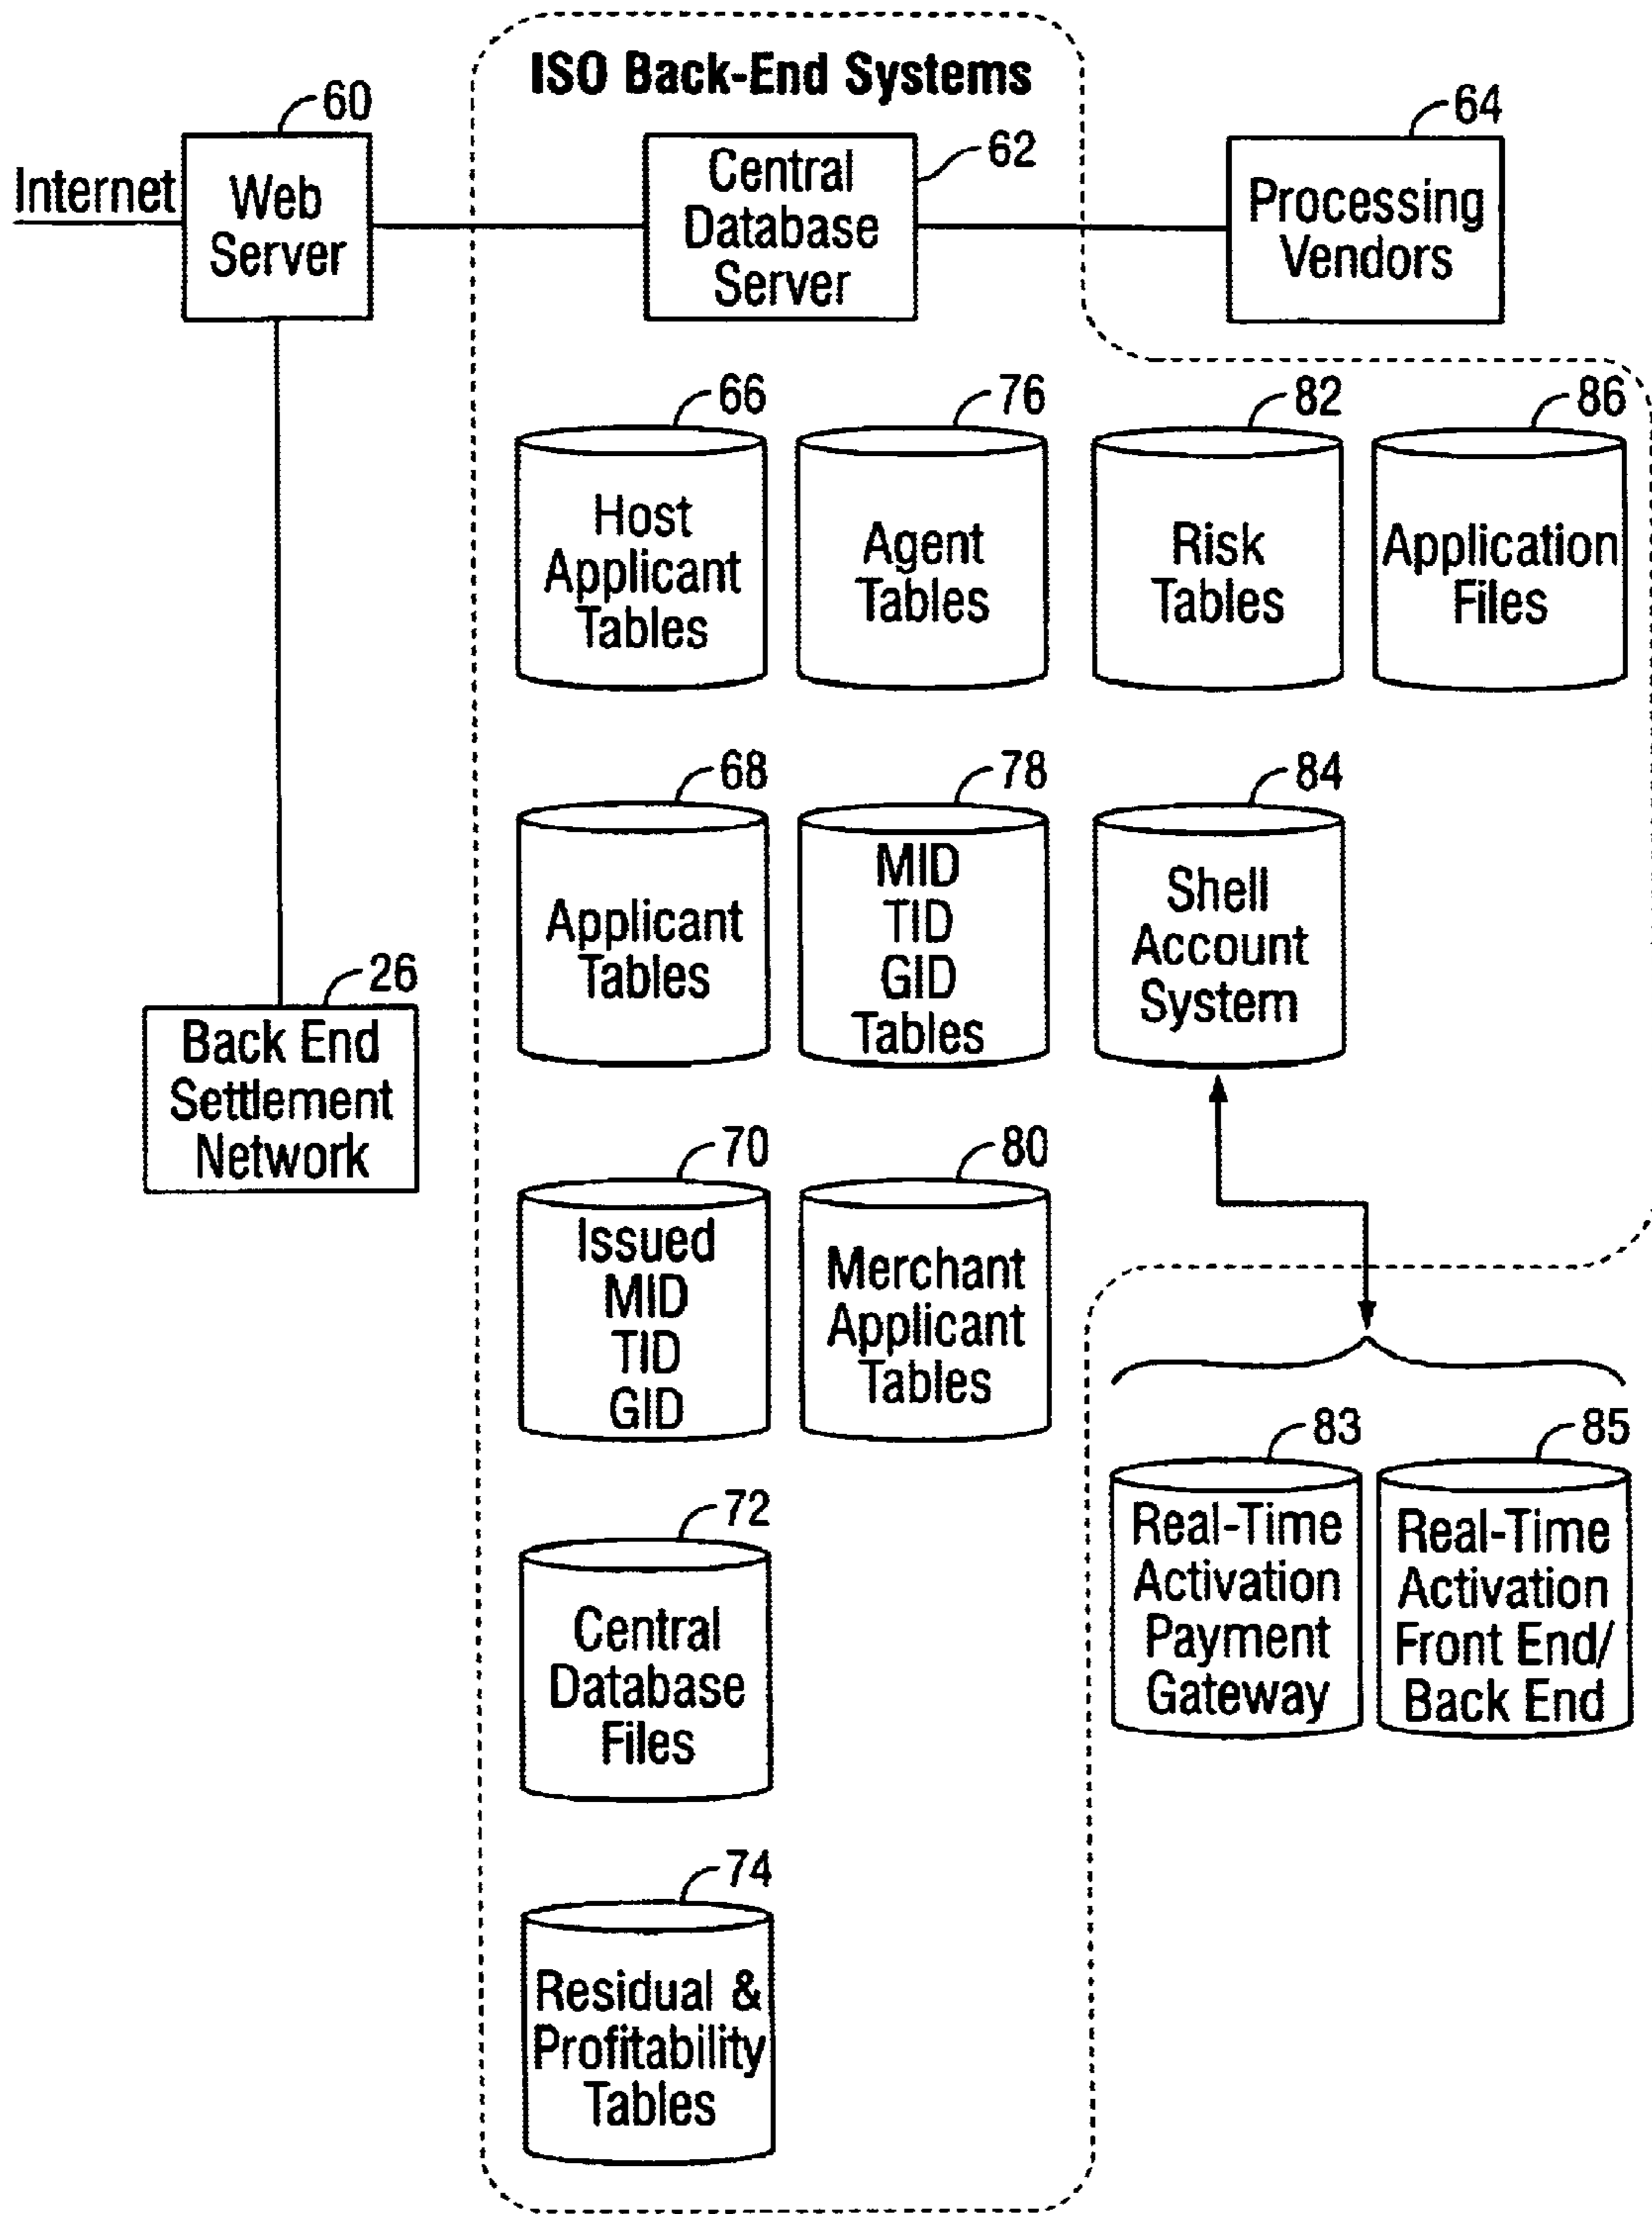 ISO Back-End Systems
60
Internet
Web
Server
Central
Database
Server
62
64
Processing
Vendors
66
Host
Applicant
Tables
76
Agent
Tables
82
Risk
Tables
86
Application
Files
68
Applicant
Tables
78
MID
TID
GID
Tables
84
Shell
Account
System
26
Back End
Settlement
Network
70
Issued
MID
TID
GID
80
Merchant
Applicant
Tables
83
Real-Time
Activation
Payment
Gateway
85
Real-Time
Activation
Front End/
Back End
72
Central
Database
Files
74
Residual &
Profitability
Tables